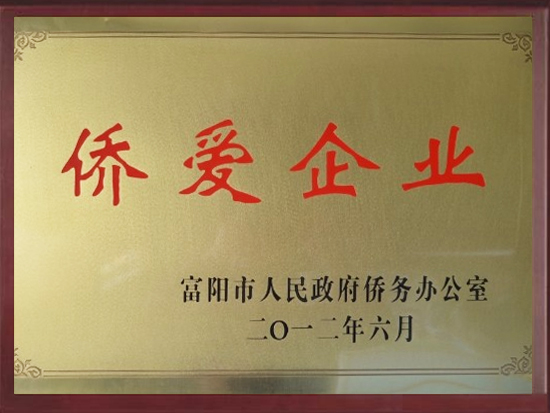 侨爱企业
富阳市人民政府侨务办公室
二〇一二年六月